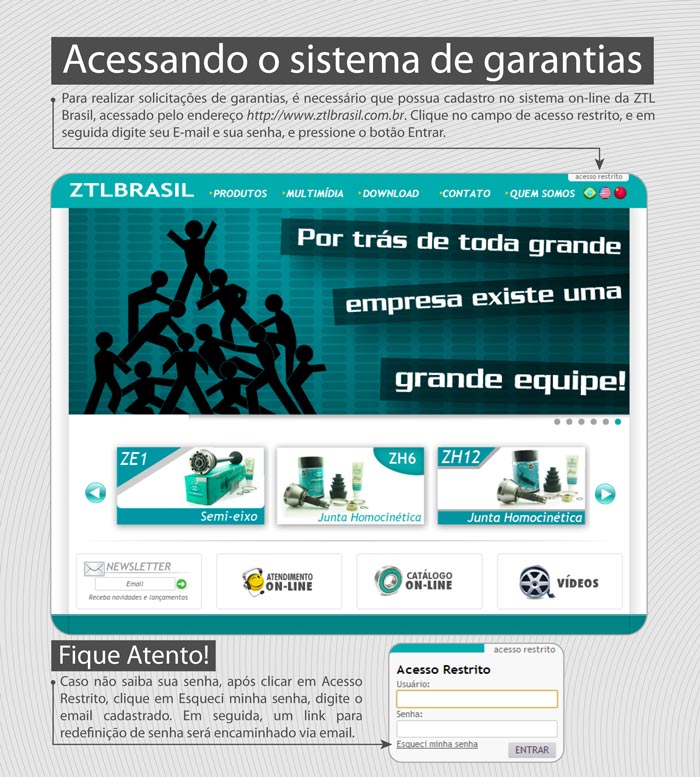 Acessando o sistema de garantias
Para realizar solicitações de garantias, é necessário que possua cadastro no sistema on-line da ZTL
Brasil, acessado pelo endereço http://www.ztlbrasil.com.br. Clique no campo de acesso restrito, e em
seguida digite seu E-mail e sua senha, e pressione o botão Entrar.
acesso restrito
ZTLBRASIL PRODUTOS MULTIMÍDIA DOWNLOAD CONTATO QUEM SOMOS
Por trás de toda grande
empresa existe uma
grande equipe!
ZE1
Semi-eixo
ZH6
Junta Homocinética
ZH12
Junta Homocinética
NEWSLETTER
Email
Receba novidades e lançamentos
ATENDIMENTO
ON-LINE
CATÁLOGO
ON-LINE
VÍDEOS
Fique Atento!
Caso não saiba sua senha, após clicar em Acesso
Restrito, clique em Esqueci minha senha, digite o
email cadastrado. Em seguida, um link para
redefinição de senha será encaminhado via email.
acesso restrito
Acesso Restrito
Usuário:
Senha:
Esqueci minha senha
ENTRAR